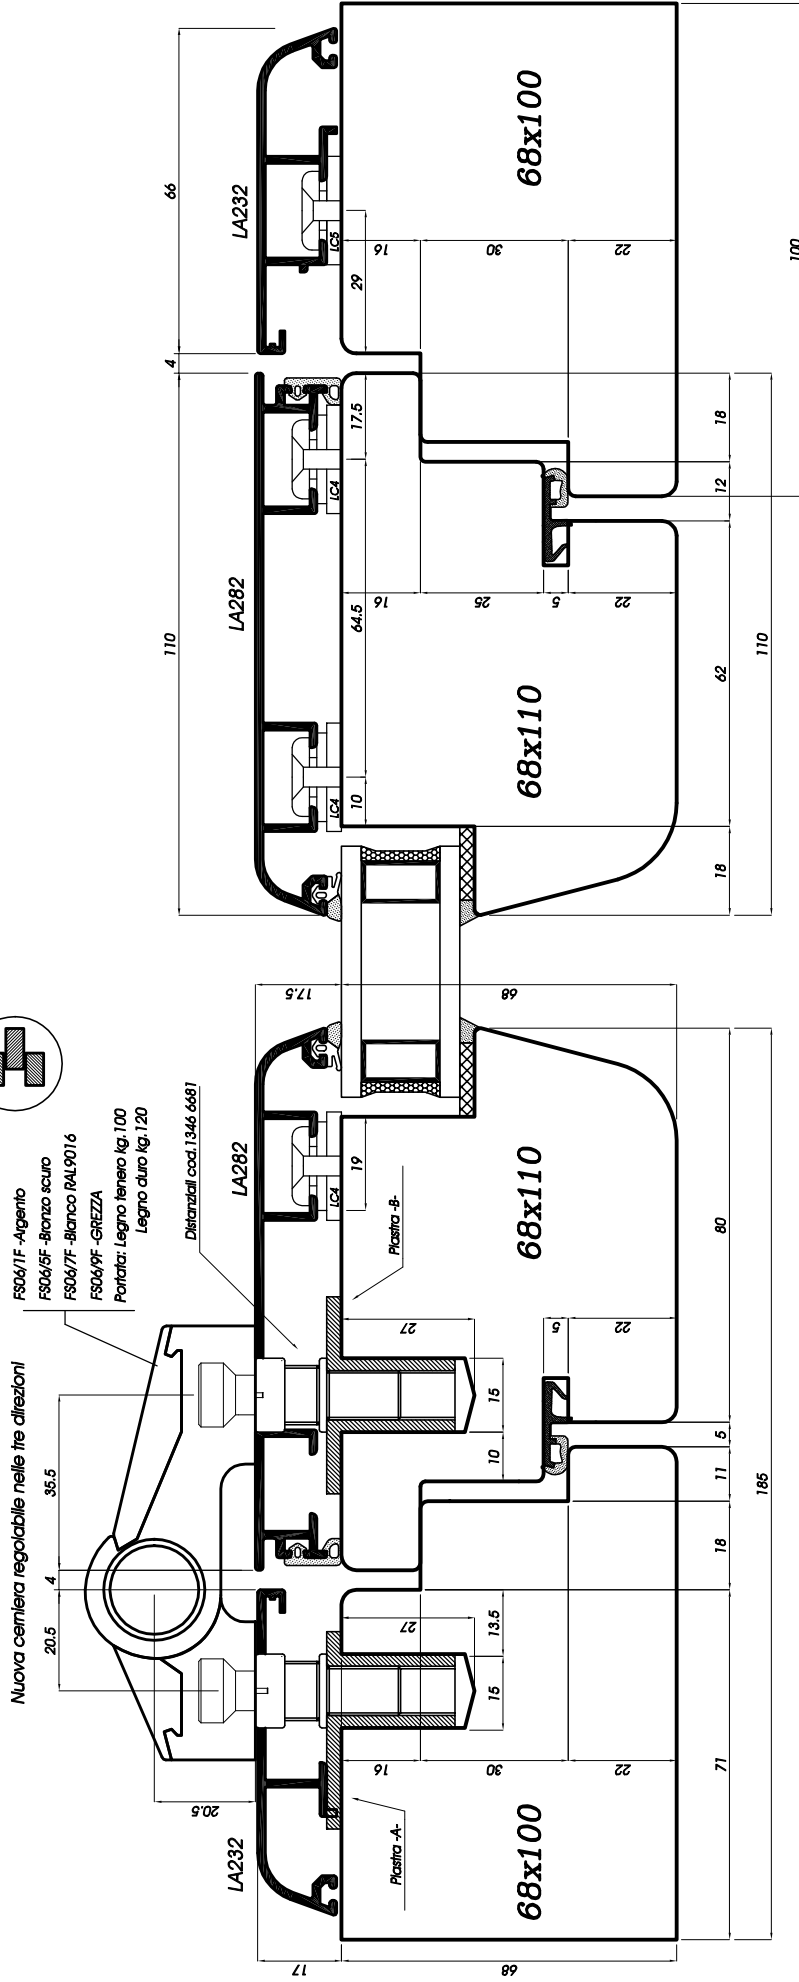 Nuova cerniera regolabile nelle tre direzioni
FS06/1F -Argento
FS06/5F -Bronzo scuro
FS06/7F -Bianco RAL9016
FS06/9F -GREZZA
Portata: Legno tenero kg.100
Legno duro kg.120
Distanziali cod.1346 6681
20.5
4
35.5
20.5
17
17.5
LA232
LA282
LC4
19
Piastra -A-
Piastra -B-
27
27
15
13.5
10
15
16
30
22
5
22
68x100
68x110
68
68
71
18
11
5
80
185
110
4
66
LA282
LA232
LC4
LC4
LC5
10
64.5
17.5
29
16
25
5
22
16
30
22
68x110
68x100
18
62
12
18
110
100